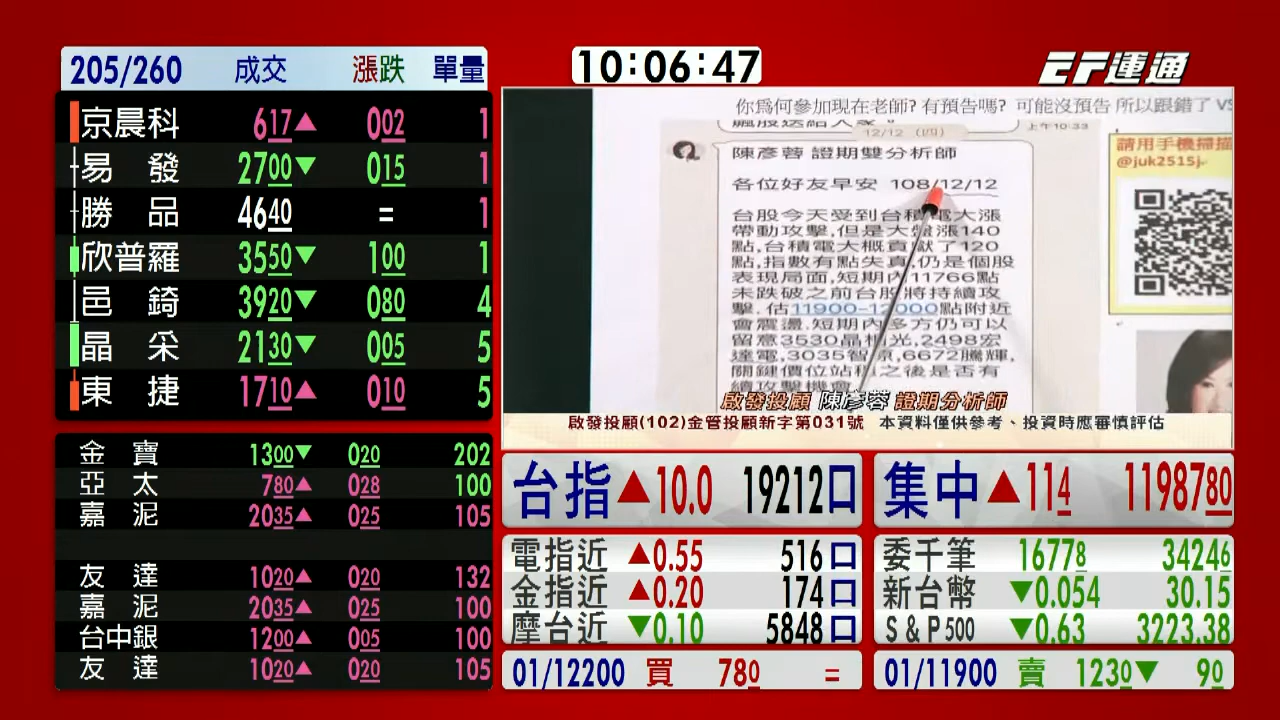 205/260 成交 漲跌 單量
京晨科 617▲ 002 1
易發 2700▼ 015 1
勝品 4640 = 1
欣普羅 3550▼ 100 1
邑錡 3920▼ 080 4
晶采 2130▼ 005 5
東捷 1710▲ 010 5
金寶 1300▼ 020 202
亞太 780▲ 028 100
嘉泥 2035▲ 025 105
友達 1020▲ 020 132
嘉泥 2035▲ 025 100
台中銀 1200▲ 005 100
友達 1020▲ 020 105
10:06:47
EF運通
你為何參加現在老師? 有預告嗎? 可能沒預告 所以跟錯了 VS
飆股送給大家。
12/12 (四)
上午10:33
陳彥蓉 證期雙分析師
各位好友早安 108/12/12
台股今天受到台積電大漲
帶動攻擊,但是大盤漲140
點,台積電大概貢獻了120
點,指數有點失真,仍是個股
表現局面,短期內11766點
未跌破之前台股將持續攻
擊.估11900-12000點附近
會震盪.短期內多方仍可以
留意3530晶相光,2498宏
達電,3035智原,6672騰輝,
關鍵價位站穩之後是否有
續攻擊機會
請用手機掃描
@juk2515j
啟發投顧 陳彥蓉 證期分析師
啟發投顧(102)金管投顧新字第031號 本資料僅供參考、投資時應審慎評估
台指▲10.0 19212口
集中▲114 1198780
電指近 ▲0.55 516口
金指近 ▲0.20 174口
摩台近 ▼0.10 5848口
委千筆 16778 34246
新台幣 ▼0.054 30.15
S&P500 ▼0.63 3223.38
01/12200 買 780 =
01/11900 賣 1230▼ 90